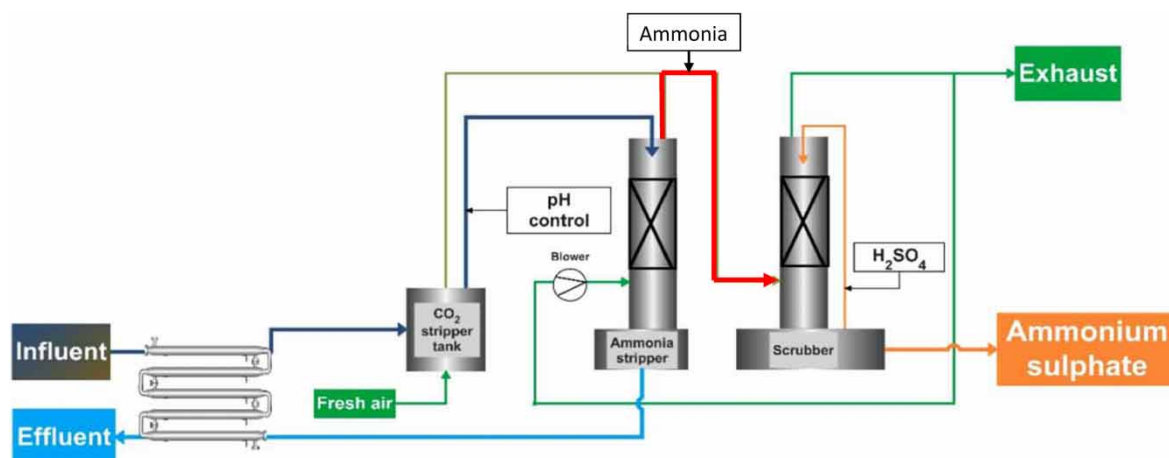 Ammonia
Exhaust
pH
control
Blower
H₂SO₄
CO₂
stripper
tank
Influent
Ammonia
stripper
Scrubber
Ammonium
sulphate
Fresh air
Effluent